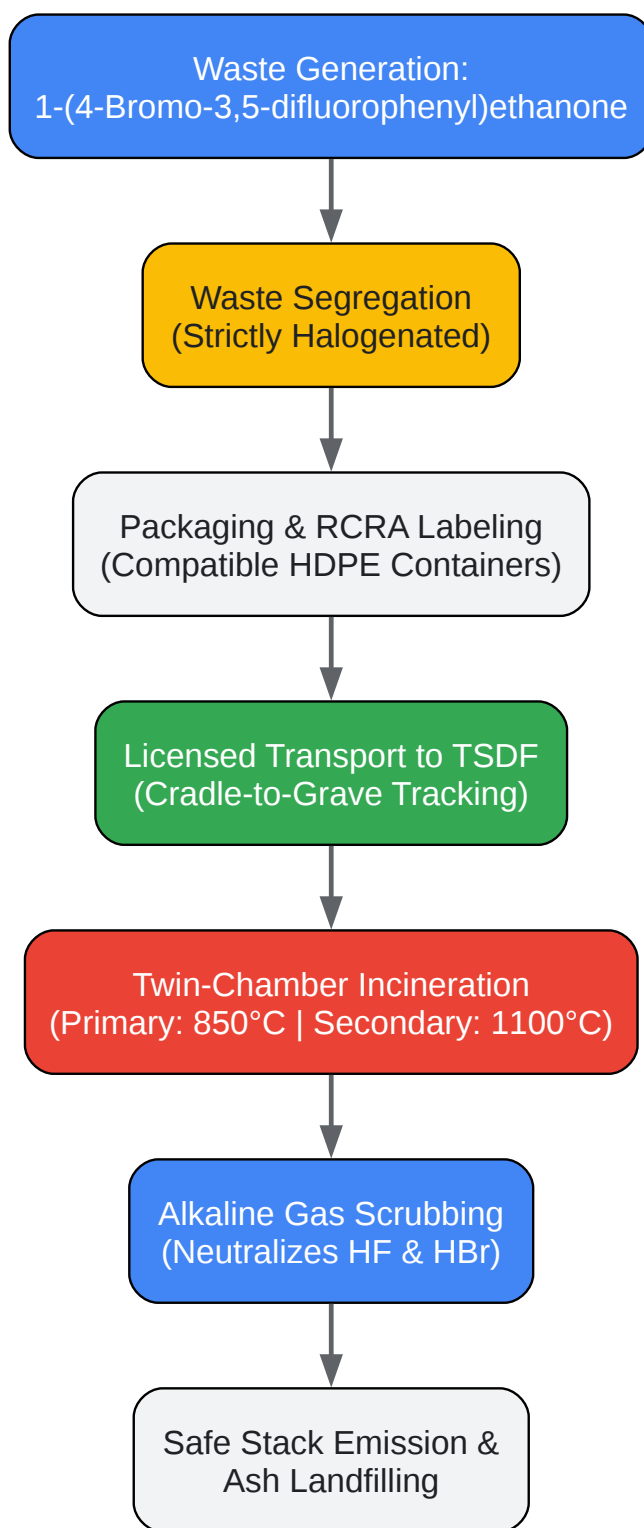 Waste Generation:
1-(4-Bromo-3,5-difluorophenyl)ethanone
Waste Segregation
(Strictly Halogenated)
Packaging & RCRA Labeling
(Compatible HDPE Containers)
Licensed Transport to TSDF
(Cradle-to-Grave Tracking)
Twin-Chamber Incineration
(Primary: 850°C | Secondary: 1100°C)
Alkaline Gas Scrubbing
(Neutralizes HF & HBr)
Safe Stack Emission &
Ash Landfilling